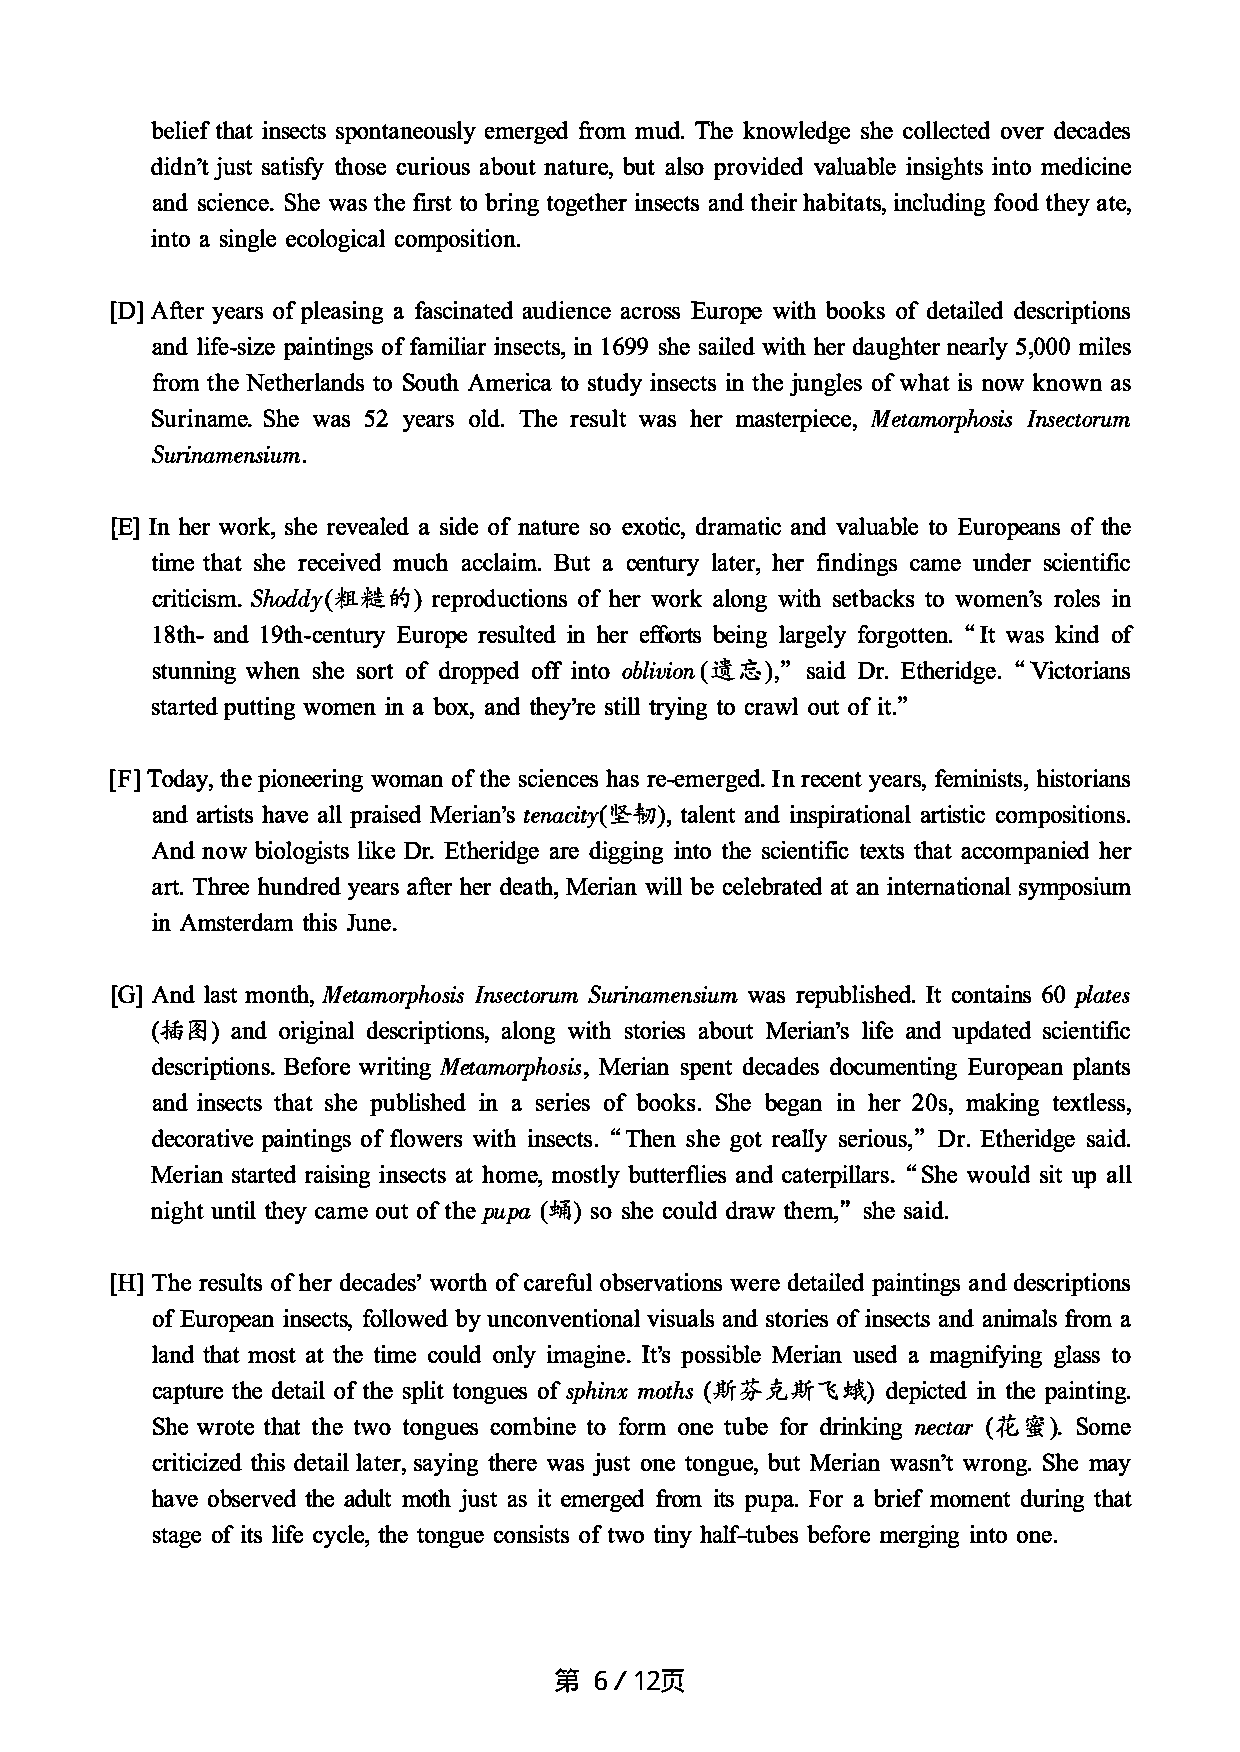 belief that insects spontaneously emerged from mud. The knowledge she collected over decades
didn’t just satisfy those curious about nature, but also provided valuable insights into medicine
and science. She was the first to bring together insects and their habitats, including food they ate,
into a single ecological composition.
[D] After years of pleasing a fascinated audience across Europe with books of detailed descriptions
and life-size paintings of familiar insects, in 1699 she sailed with her daughter nearly 5,000 miles
from the Netherlands to South America to study insects in the jungles of what is now known as
Suriname. She was 52 years old. The result was her masterpiece, Metamorphosis Insectorum
Surinamensium.
[E] In her work, she revealed a side of nature so exotic, dramatic and valuable to Europeans of the
time that she received much acclaim. But a century later, her findings came under scientific
criticism. Shoddy(粗糙的) reproductions of her work along with setbacks to women’s roles in
18th- and 19th-century Europe resulted in her efforts being largely forgotten. “It was kind of
stunning when she sort of dropped off into oblivion (遗忘),” said Dr. Etheridge. “Victorians
started putting women in a box, and they’re still trying to crawl out of it.”
[F] Today, the pioneering woman of the sciences has re-emerged. In recent years, feminists, historians
and artists have all praised Merian’s tenacity(坚韧), talent and inspirational artistic compositions.
And now biologists like Dr. Etheridge are digging into the scientific texts that accompanied her
art. Three hundred years after her death, Merian will be celebrated at an international symposium
in Amsterdam this June.
[G] And last month, Metamorphosis Insectorum Surinamensium was republished. It contains 60 plates
(插图) and original descriptions, along with stories about Merian’s life and updated scientific
descriptions. Before writing Metamorphosis, Merian spent decades documenting European plants
and insects that she published in a series of books. She began in her 20s, making textless,
decorative paintings of flowers with insects. “Then she got really serious,” Dr. Etheridge said.
Merian started raising insects at home, mostly butterflies and caterpillars. “She would sit up all
night until they came out of the pupa (蛹) so she could draw them,” she said.
[H] The results of her decades’ worth of careful observations were detailed paintings and descriptions
of European insects, followed by unconventional visuals and stories of insects and animals from a
land that most at the time could only imagine. It’s possible Merian used a magnifying glass to
capture the detail of the split tongues of sphinx moths (斯芬克斯飞蛾) depicted in the painting.
She wrote that the two tongues combine to form one tube for drinking nectar (花蜜). Some
criticized this detail later, saying there was just one tongue, but Merian wasn’t wrong. She may
have observed the adult moth just as it emerged from its pupa. For a brief moment during that
stage of its life cycle, the tongue consists of two tiny half-tubes before merging into one.
第 6 / 12页